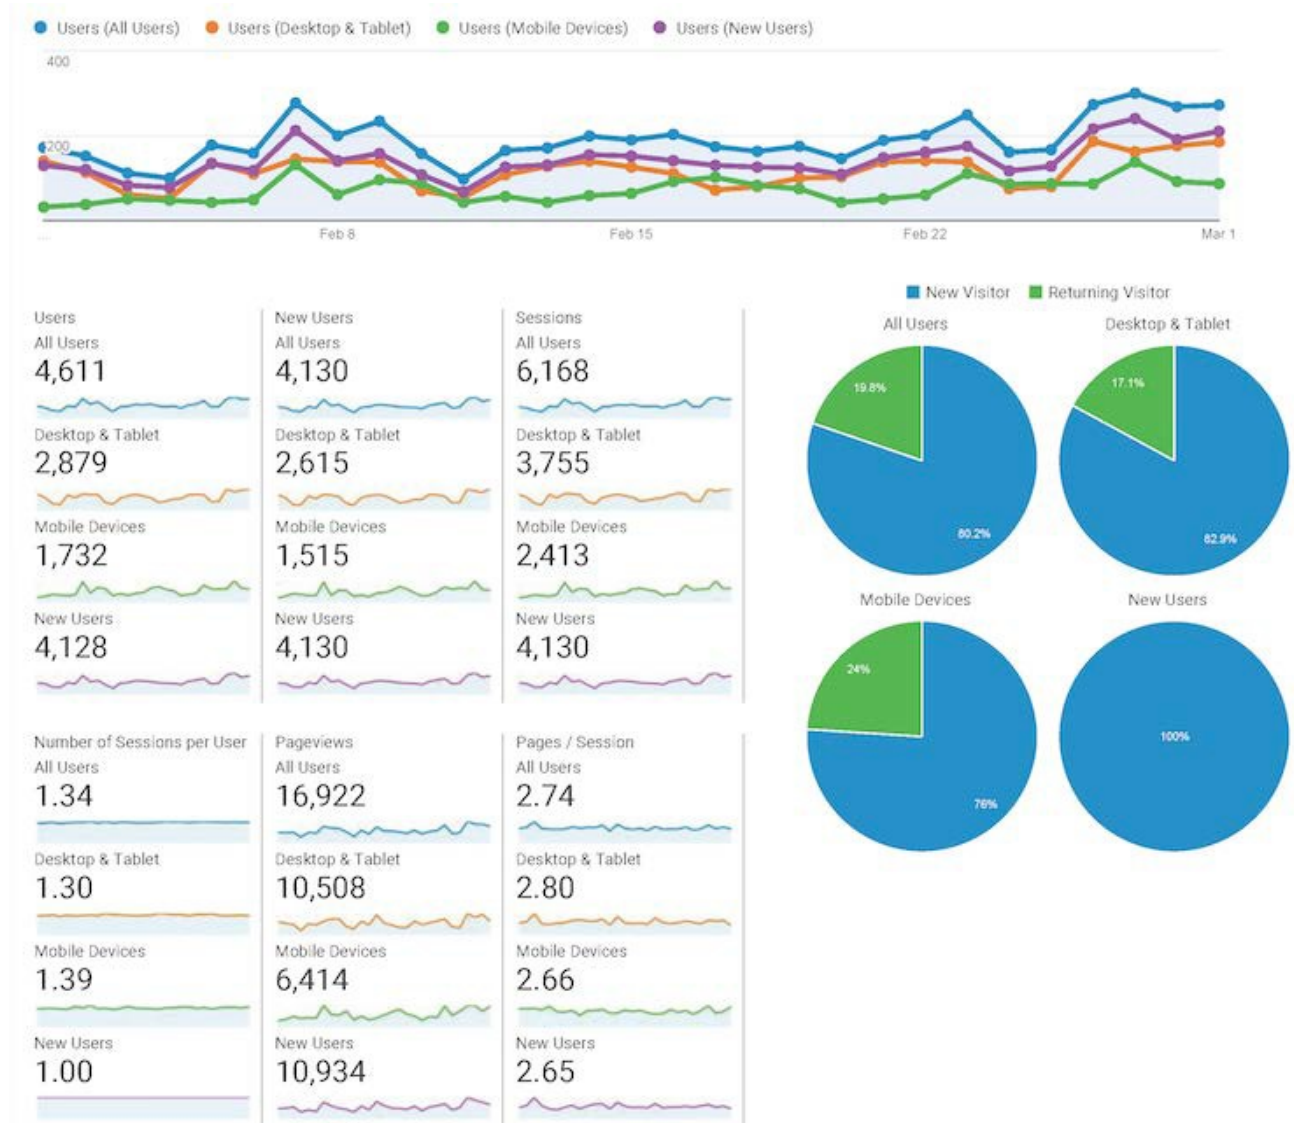 Users (All Users) Users (Desktop & Tablet) Users (Mobile Devices) Users (New Users)
400
200
... Feb 8 Feb 15 Feb 22 Mar 1
New Visitor Returning Visitor
Users
All Users
4,611
Desktop & Tablet
2,879
Mobile Devices
1,732
New Users
4,128
New Users
All Users
4,130
Desktop & Tablet
2,615
Mobile Devices
1,515
New Users
4,130
Sessions
All Users
6,168
Desktop & Tablet
3,755
Mobile Devices
2,413
New Users
4,130
All Users
19.8%
80.2%
Desktop & Tablet
17.1%
82.9%
Mobile Devices
24%
76%
New Users
100%
Number of Sessions per User
All Users
1.34
Desktop & Tablet
1.30
Mobile Devices
1.39
New Users
1.00
Pageviews
All Users
16,922
Desktop & Tablet
10,508
Mobile Devices
6,414
New Users
10,934
Pages / Session
All Users
2.74
Desktop & Tablet
2.80
Mobile Devices
2.66
New Users
2.65